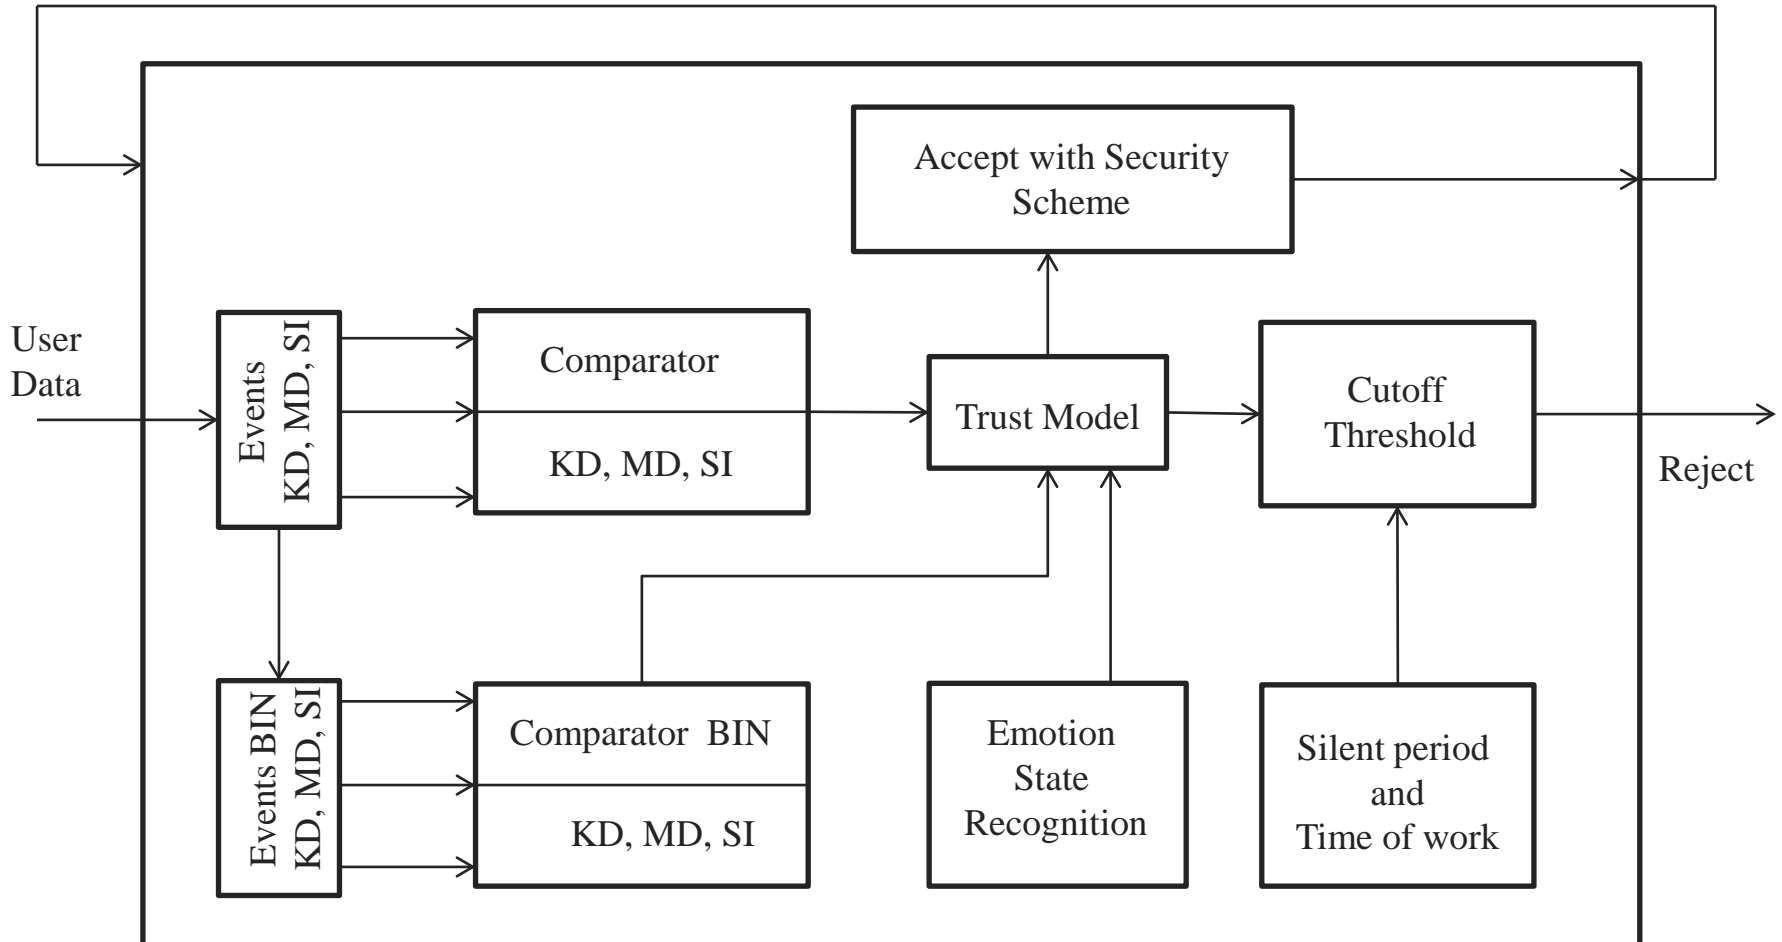 Accept with Security
Scheme
User
Data
Events
KD, MD, SI
Comparator
KD, MD, SI
Trust Model
Cutoff
Threshold
Reject
Events BIN
KD, MD, SI
Comparator BIN
KD, MD, SI
Emotion
State
Recognition
Silent period
and
Time of work